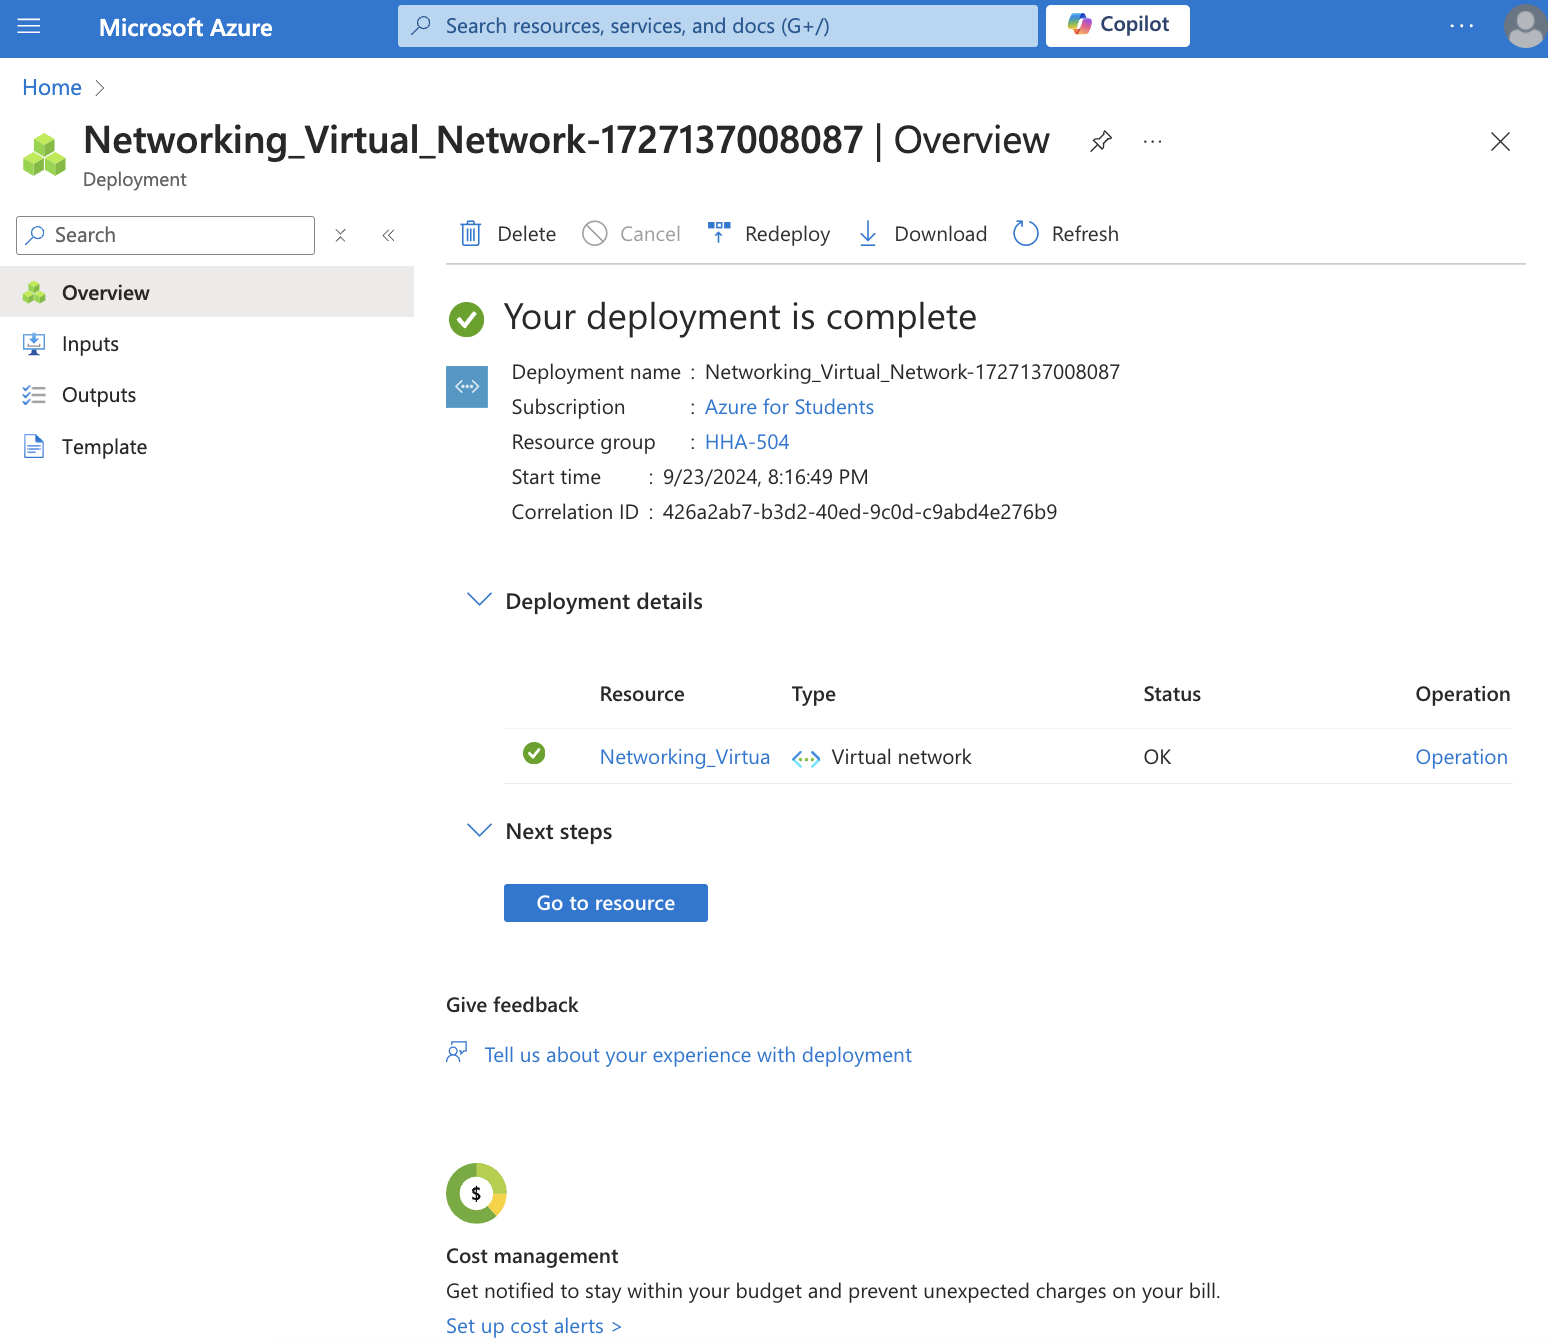 Microsoft Azure
Search resources, services, and docs (G+/)
Copilot
...
Home >
Networking_Virtual_Network-1727137008087 | Overview
...
Deployment
Search
Delete
Cancel
Redeploy
Download
Refresh
Overview
Inputs
Outputs
Template
Your deployment is complete
Deployment name : Networking_Virtual_Network-1727137008087
Subscription : Azure for Students
Resource group : HHA-504
Start time : 9/23/2024, 8:16:49 PM
Correlation ID : 426a2ab7-b3d2-40ed-9c0d-c9abd4e276b9
Deployment details
Resource Type Status Operation
Networking_Virtua Virtual network OK Operation
Next steps
Go to resource
Give feedback
Tell us about your experience with deployment
$
Cost management
Get notified to stay within your budget and prevent unexpected charges on your bill.
Set up cost alerts >